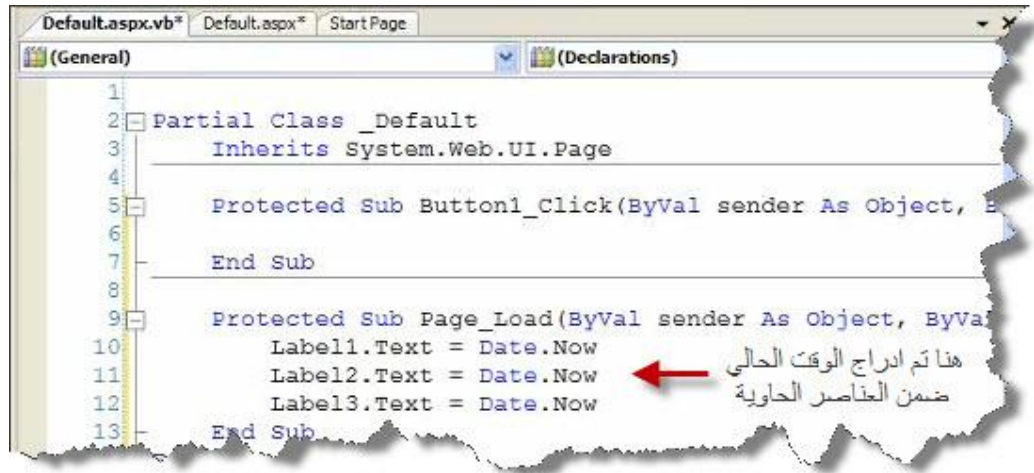 Default.aspx.vb* Default.aspx* Start Page
(General) (Declarations)
1
2 Partial Class _Default
3 Inherits System.Web.UI.Page
4
5 Protected Sub Button1_Click(ByVal sender As Object,
6
7 End Sub
8
9 Protected Sub Page_Load(ByVal sender As Object, ByVal
10 Label1.Text = Date.Now
11 Label2.Text = Date.Now
12 Label3.Text = Date.Now
13 End Sub
هنا تم ادراج الوقت الحالي
ضمن العناصر الحاوية